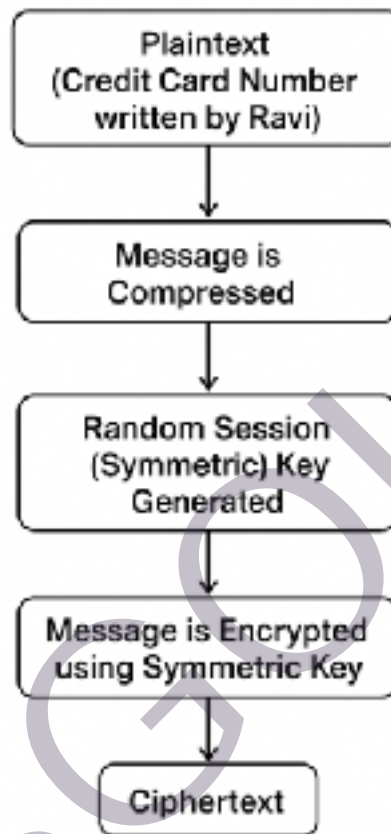 Plaintext
(Credit Card Number
written by Ravi)
Message is
Compressed
Random Session
(Symmetric) Key
Generated
Message is Encrypted
using Symmetric Key
Ciphertext